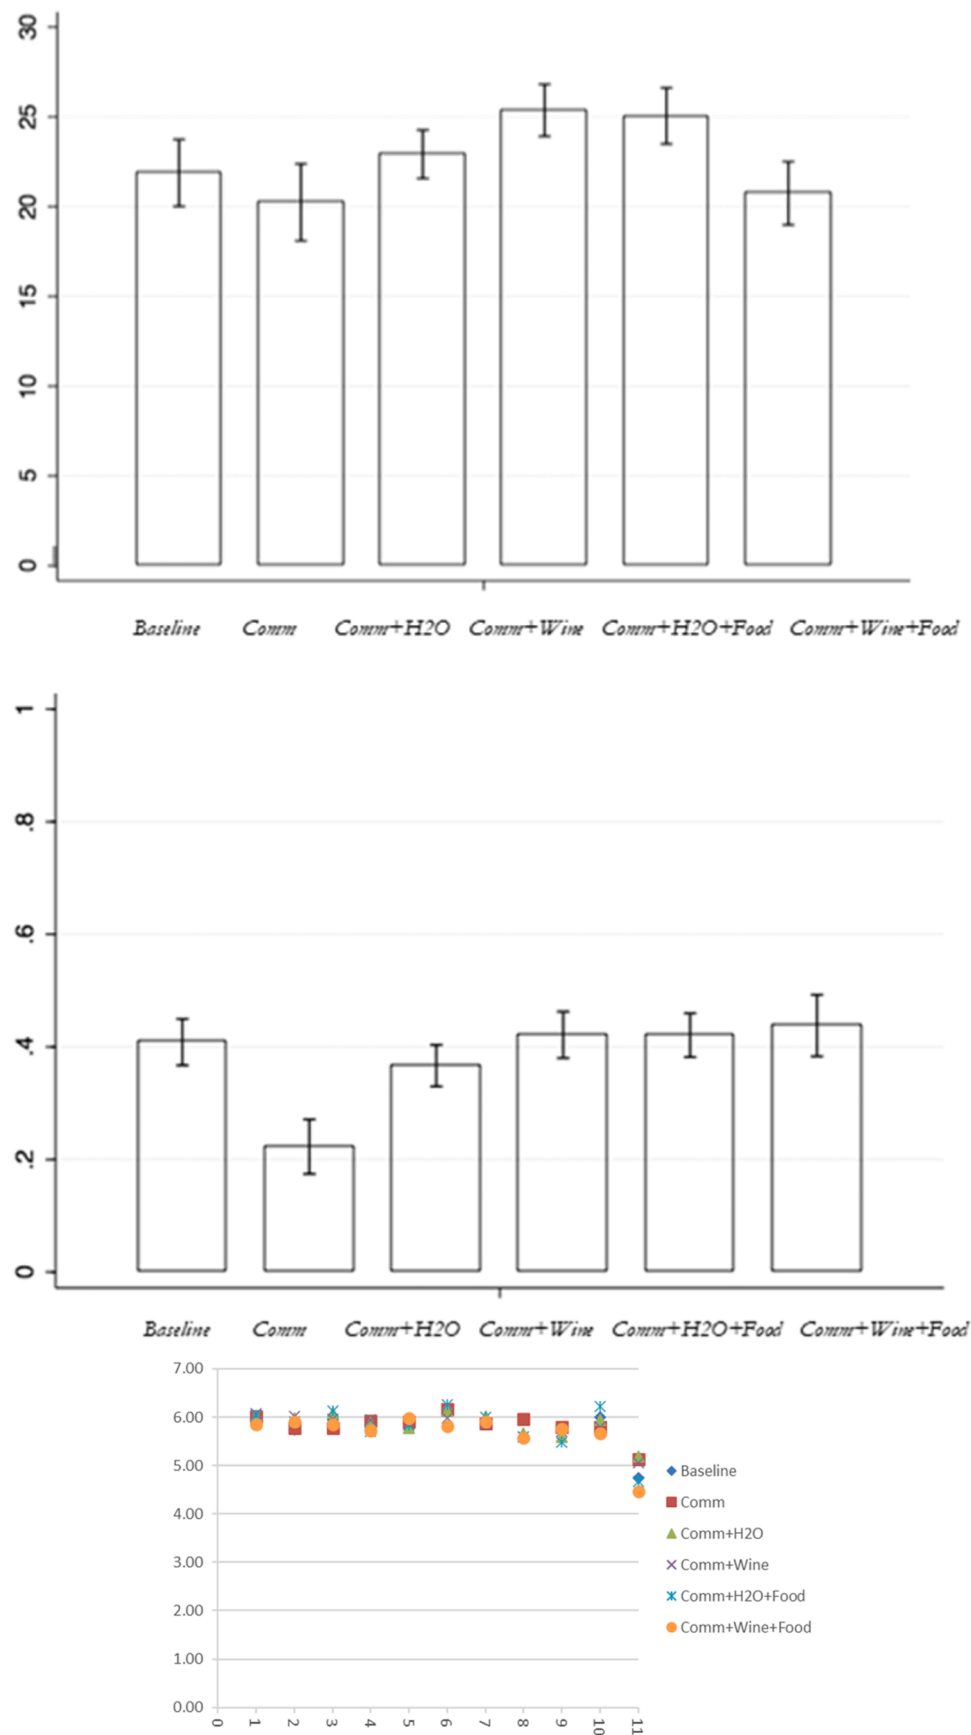 30
25
20
15
10
5
0
Baseline Comm Comm+H2O Comm+Wine Comm+H2O+Food Comm+Wine+Food
1
.8
.6
.4
.2
0
Baseline Comm Comm+H2O Comm+Wine Comm+H2O+Food Comm+Wine+Food
7.00
6.00
5.00
4.00
3.00
2.00
1.00
0.00
0 1 2 3 4 5 6 7 8 9 10 11
Baseline
Comm
Comm+H2O
Comm+Wine
Comm+H2O+Food
Comm+Wine+Food